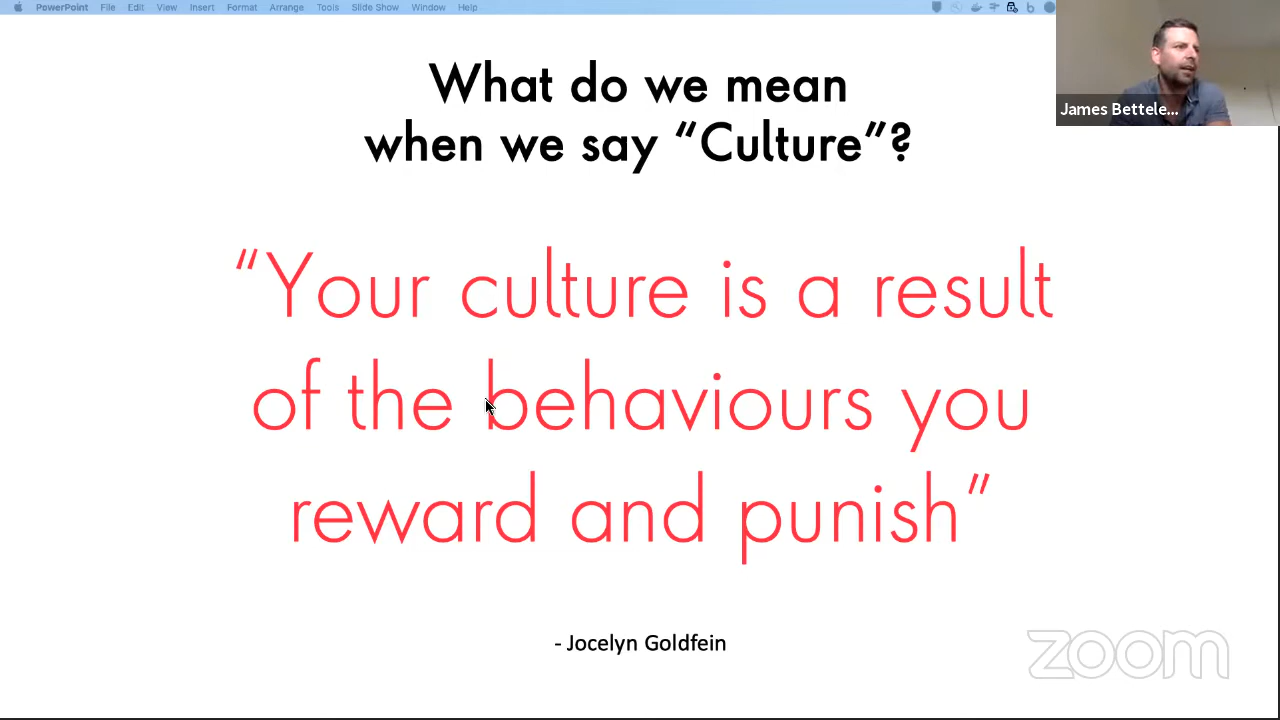 PowerPoint File Edit View Insert Format Arrange Tools Slide Show Window Help
What do we mean
when we say “Culture”?
James Bettele...
“Your culture is a result
of the behaviours you
reward and punish”
- Jocelyn Goldfein
zoom